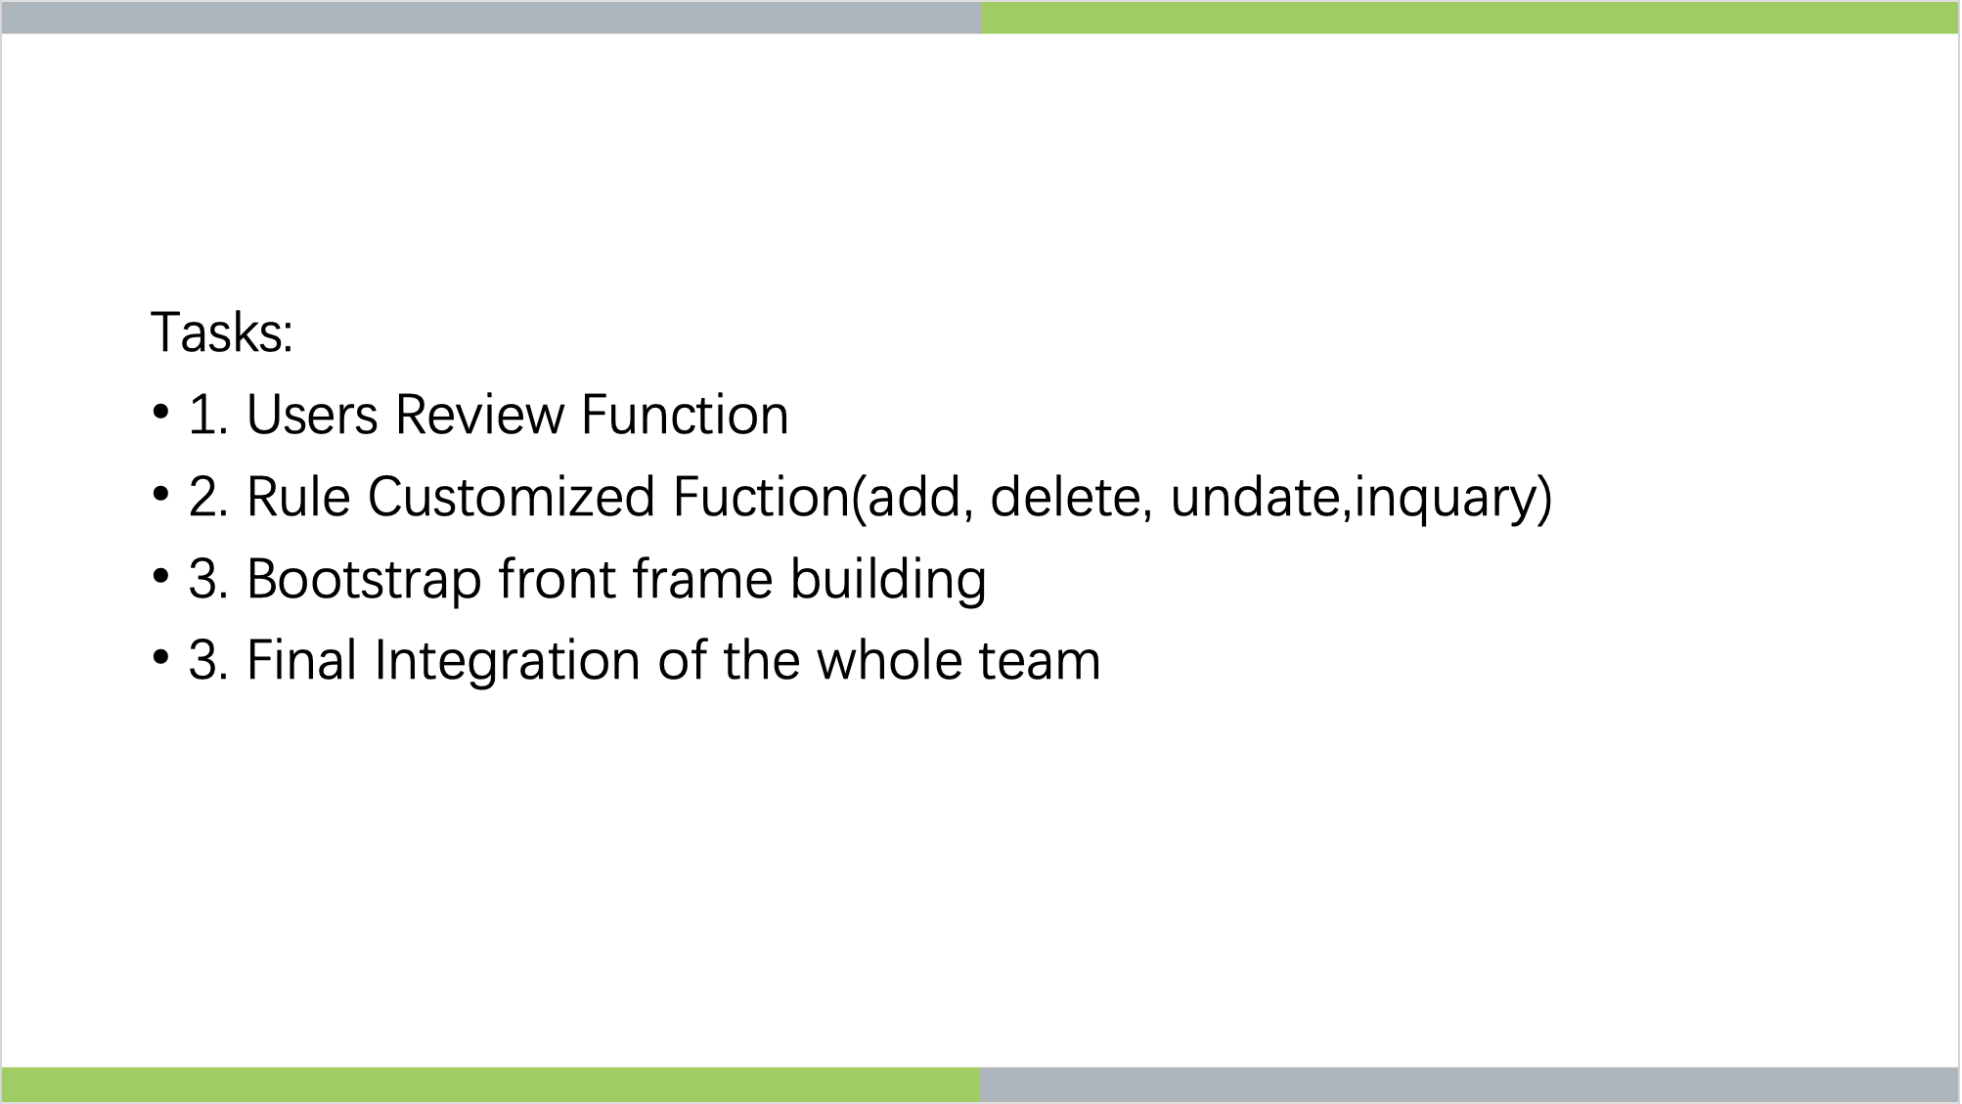 Tasks:
• 1. Users Review Function
• 2. Rule Customized Fuction(add, delete, undate,inquary)
• 3. Bootstrap front frame building
• 3. Final Integration of the whole team